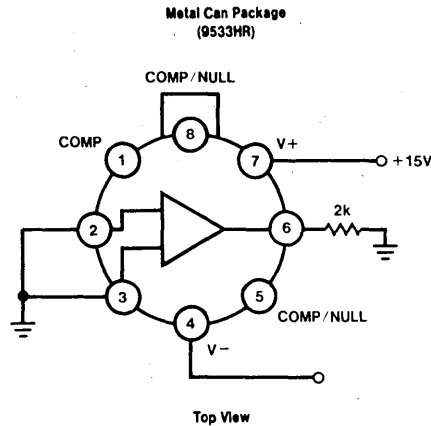 Metal Can Package
(9533HR)
COMP/NULL
COMP
8
V+
1
7
+15V
2k
2
6
3
5
4
COMP/NULL
V−
Top View